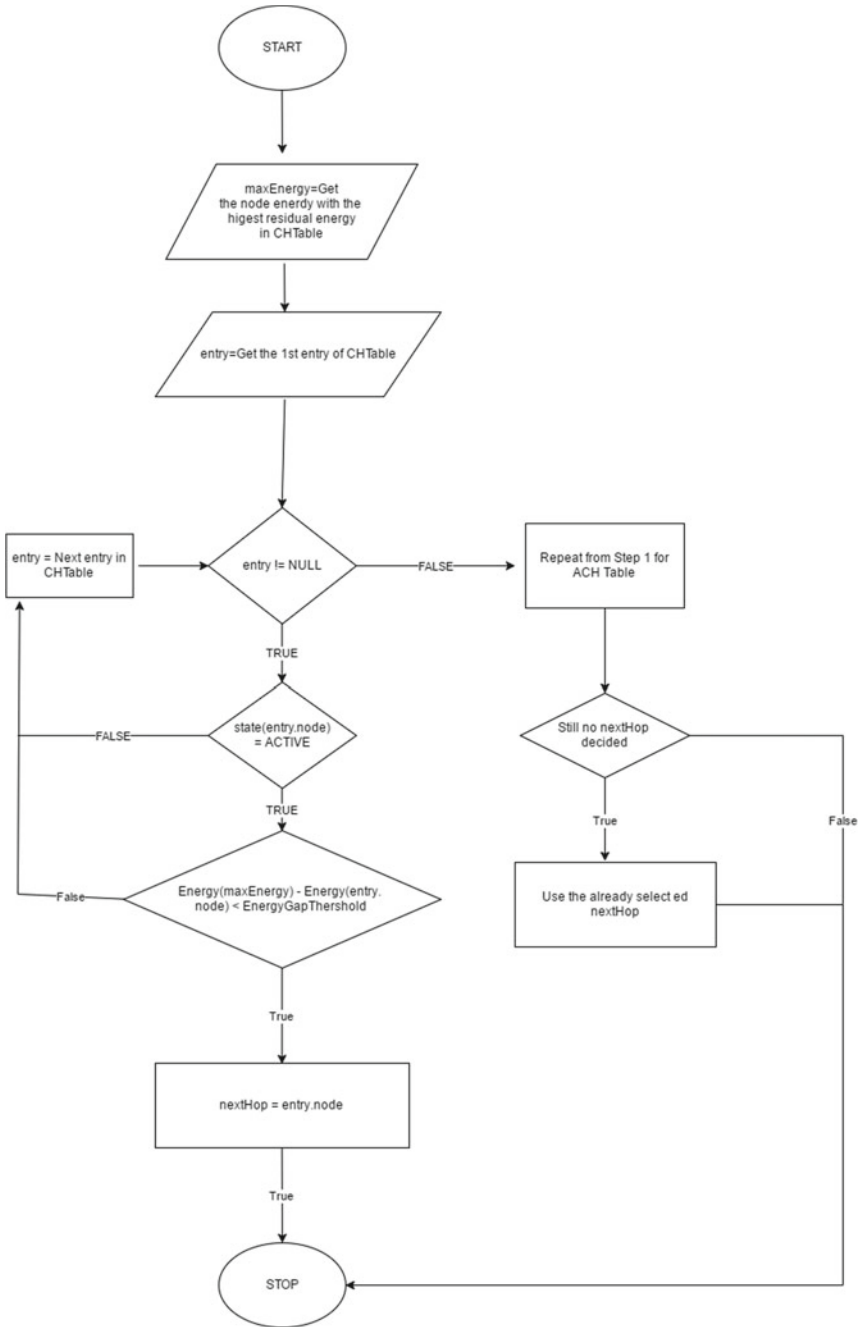 START
maxEnergy=Get
the node enerdy with the
higest residual energy
in CHTable
entry=Get the 1st entry of CHTable
entry = Next entry in
CHTable
entry != NULL
FALSE
Repeat from Step 1 for
ACH Table
TRUE
state(entry.node)
= ACTIVE
FALSE
Still no nextHop
decided
TRUE
True
False
Energy(maxEnergy) - Energy(entry.
node) < EnergyGapThershold
False
Use the already select ed
nextHop
True
nextHop = entry.node
True
STOP